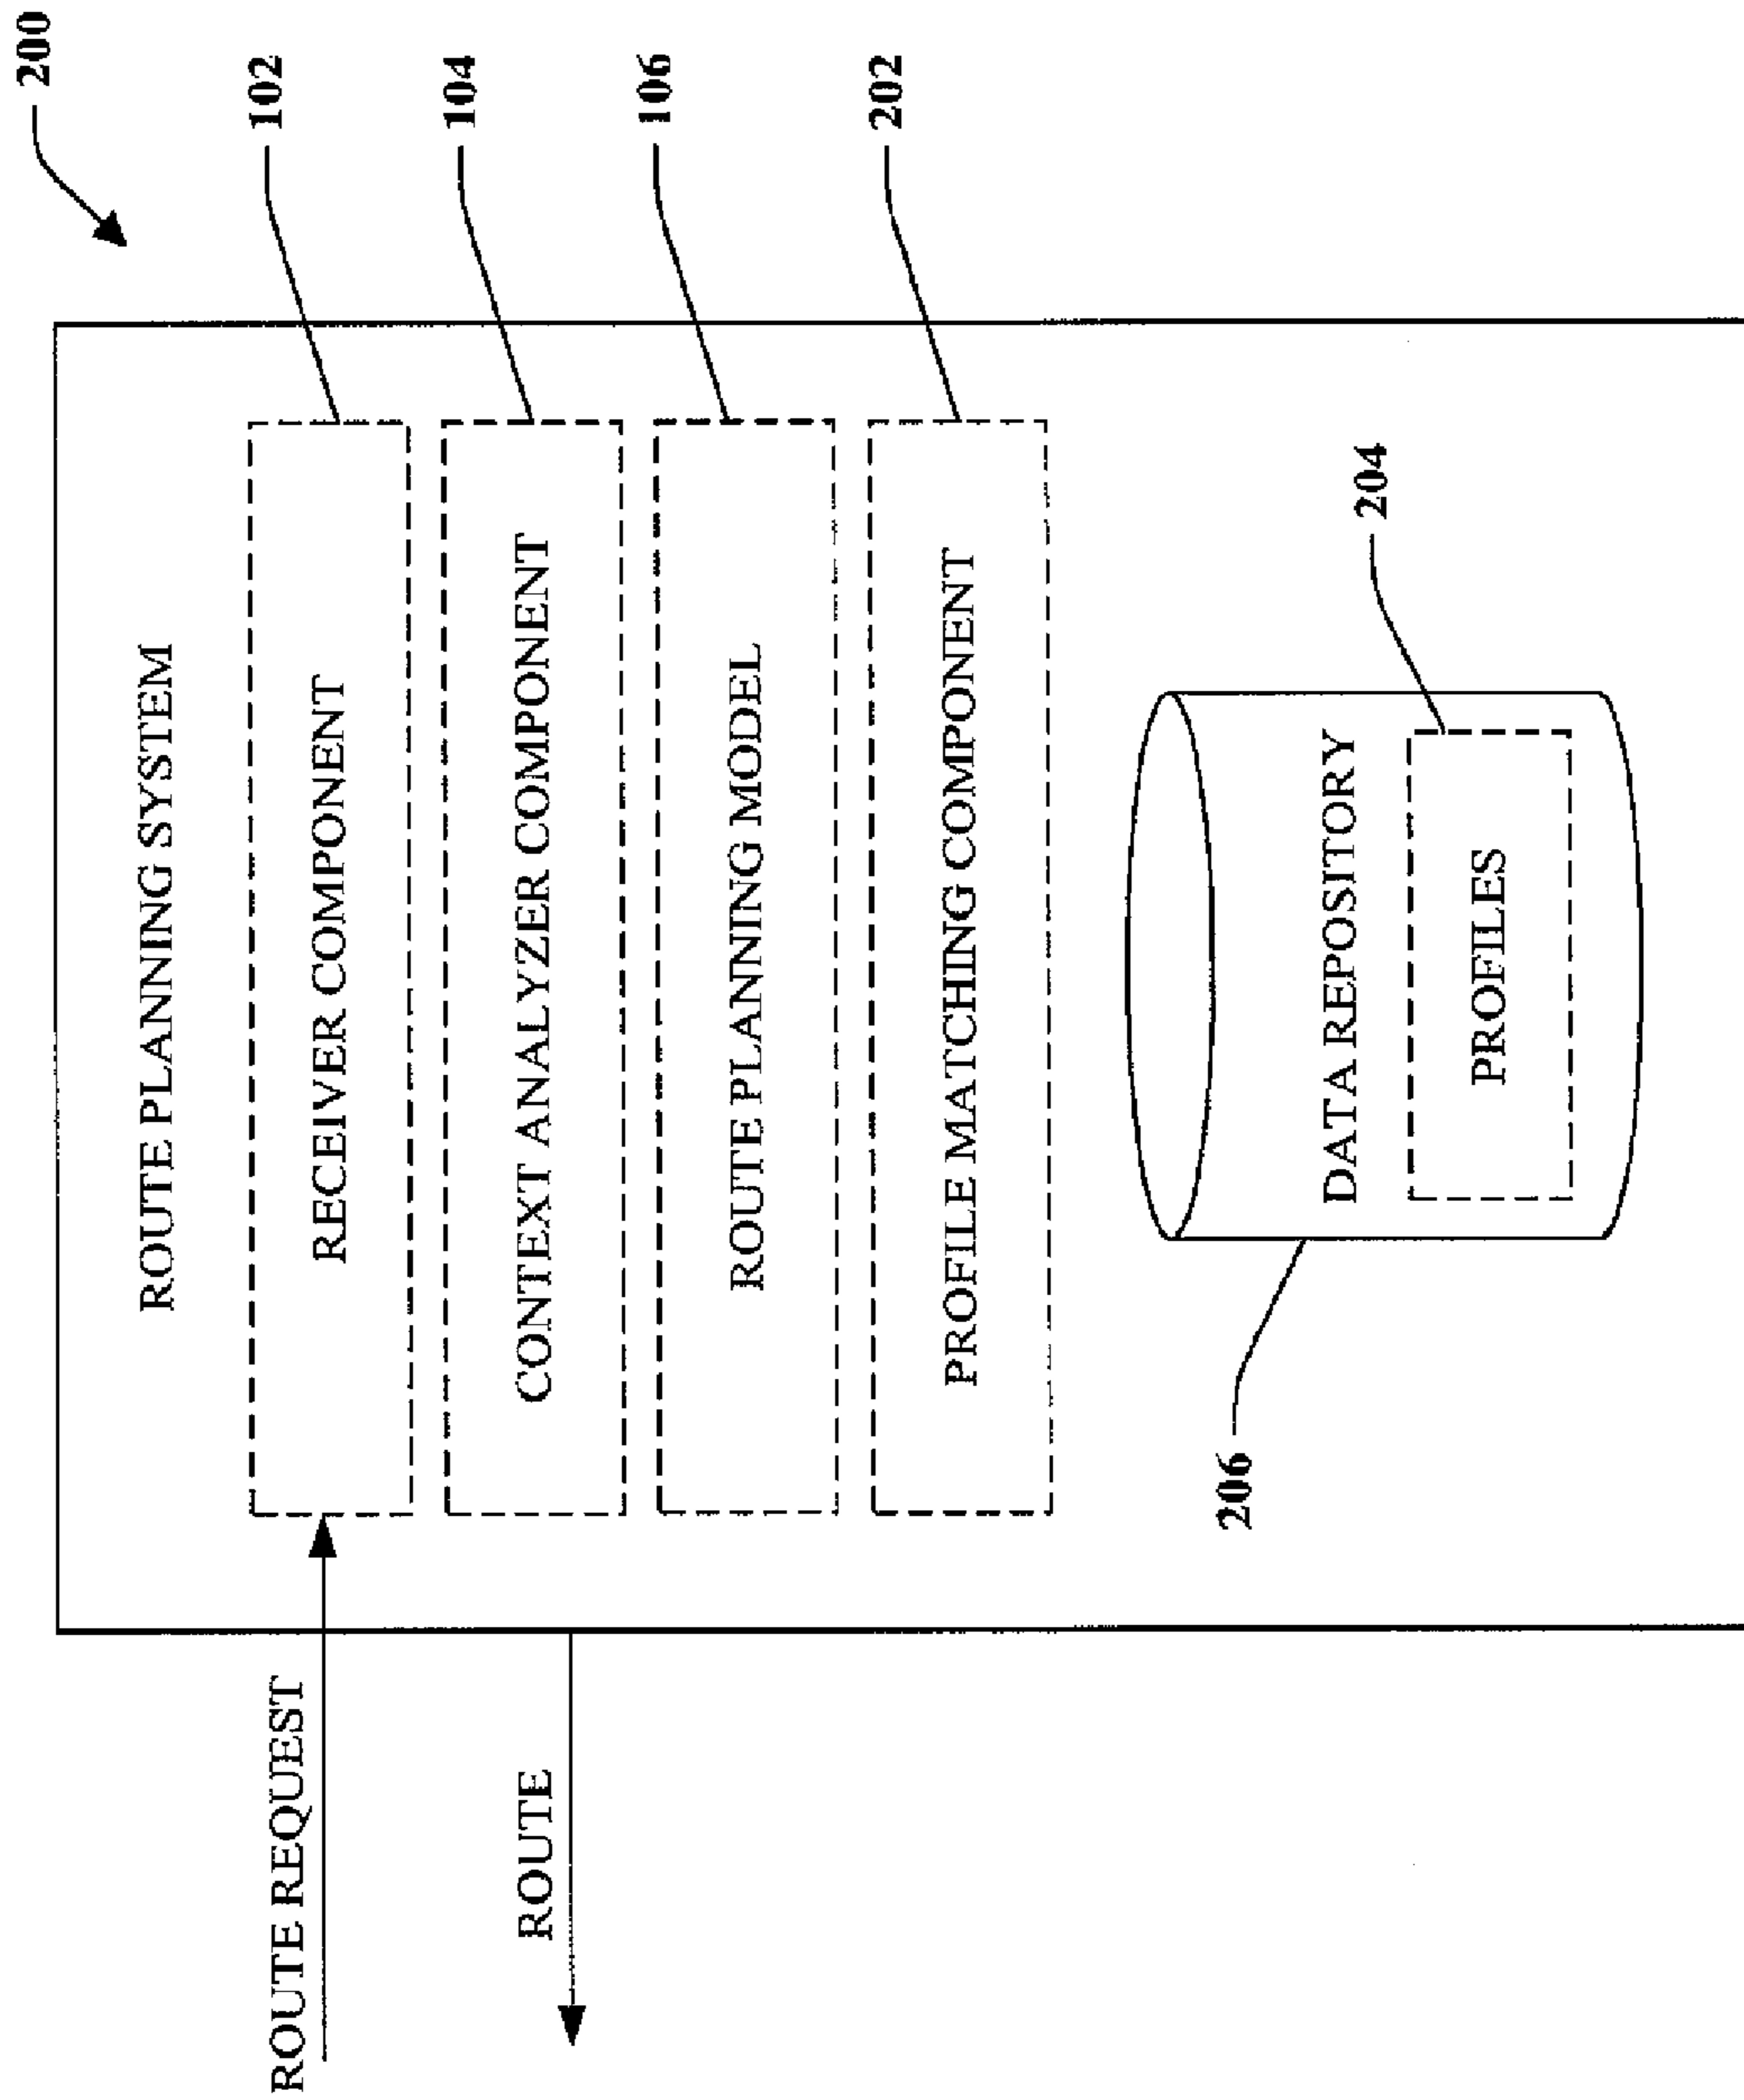 200
ROUTE PLANNING SYSTEM
ROUTE REQUEST
RECEIVER COMPONENT
102
ROUTE
CONTEXT ANALYZER COMPONENT
104
ROUTE PLANNING MODEL
106
PROFILE MATCHING COMPONENT
202
206
DATA REPOSITORY
204
PROFILES